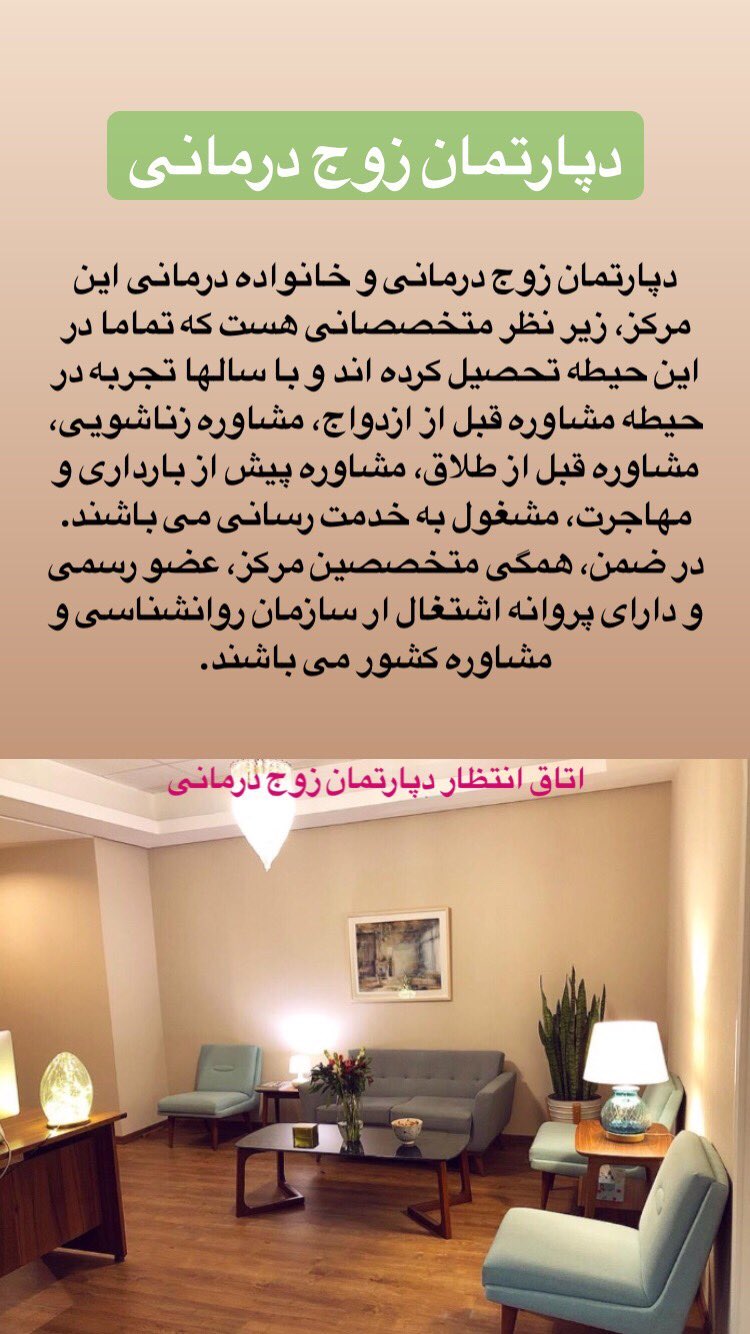 دپارتمان زوج درمانی
دپارتمان زوج درمانی و خانواده درمانی این
مرکز، زیر نظر متخصصانی هست که تماما در
این حیطه تحصیل کرده اند و با سالها تجربه در
حیطه مشاوره قبل از ازدواج، مشاوره زناشویی،
مشاوره قبل از طلاق، مشاوره پیش از بارداری و
مهاجرت، مشغول به خدمت رسانی می باشند.
در ضمن، همگی متخصصین مرکز، عضو رسمی
و دارای پروانه اشتغال ار سازمان روانشناسی و
مشاوره کشور می باشند.
اتاق انتظار دپارتمان زوج درمانی